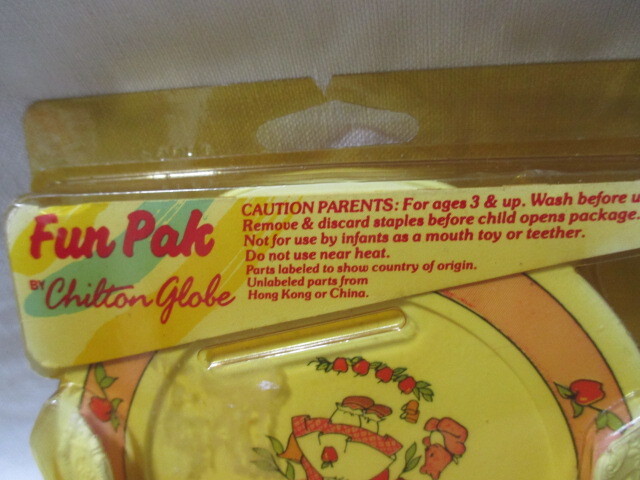 Fun Pak
BY Chilton Globe
CAUTION PARENTS: For ages 3 & up. Wash before
Remove & discard staples before child opens package.
Not for use by infants as a mouth toy or teether.
Do not use near heat.
Parts labeled to show country of origin.
Unlabeled parts from
Hong Kong or China.